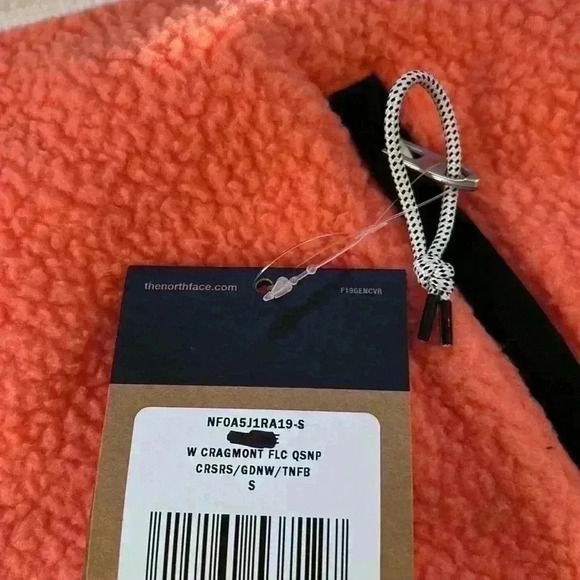 thenorthface.com
F19GENCVR
NF0A5J1RA19-S
W CRAGMONT FLC QSNP
CRSRS/GDNW/TNFB
S